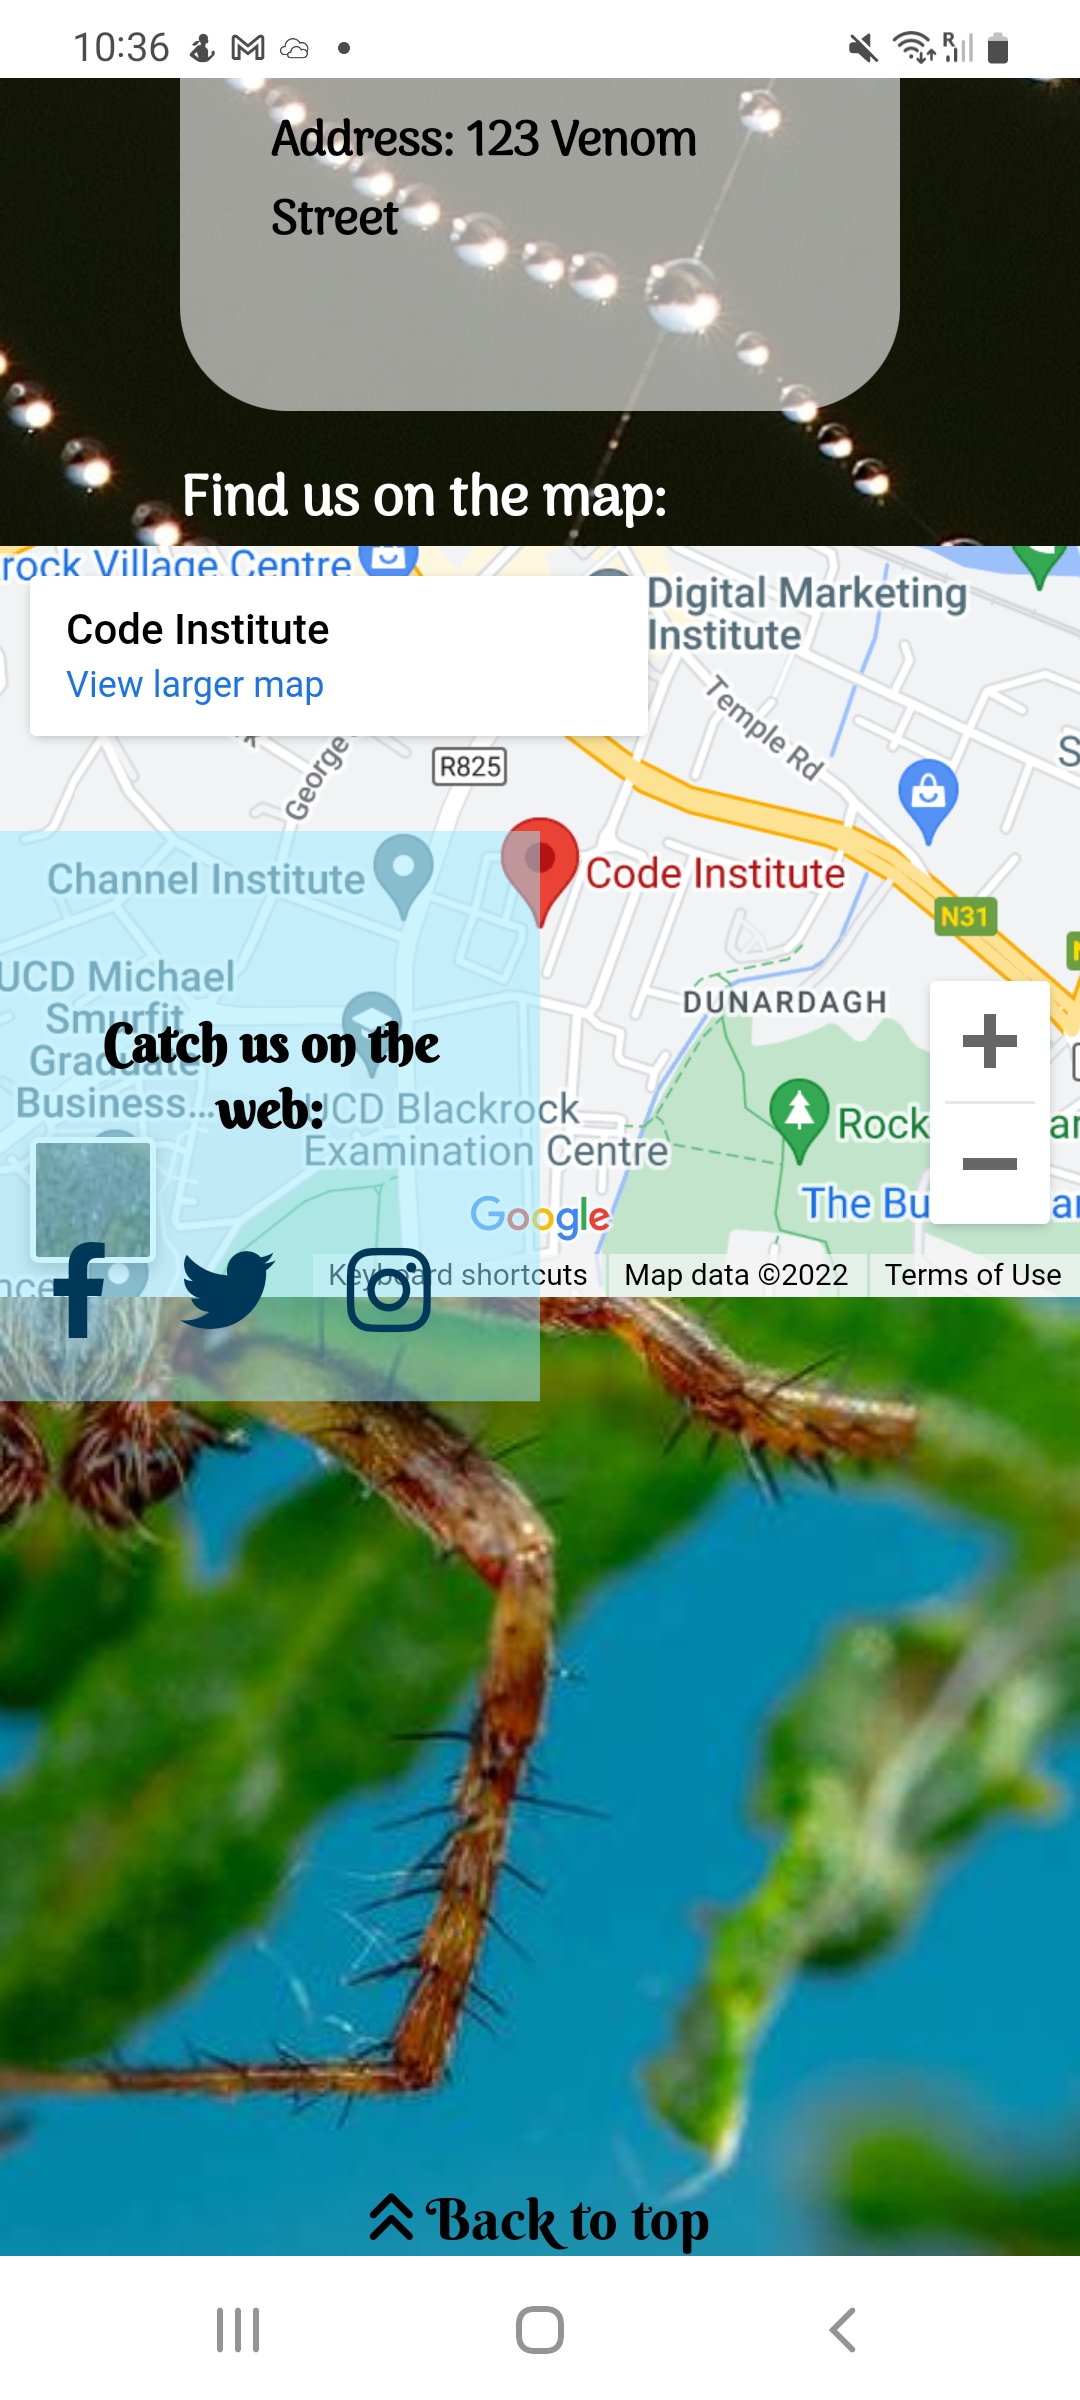 10:36
R
Address: 123 Venom
Street
Find us on the map:
rock Village Centre
Code Institute
View larger map
Digital Marketing
Institute
Temple Rd
George
R825
Channel Institute
Code Institute
N31
UCD Michael
Smurfit
Graduate
Business...
DUNARDAGH
Catch us on the
web:
UCD Blackrock
Examination Centre
Rock
The Bu
Google
Keyboard shortcuts
Map data ©2022
Terms of Use
Back to top